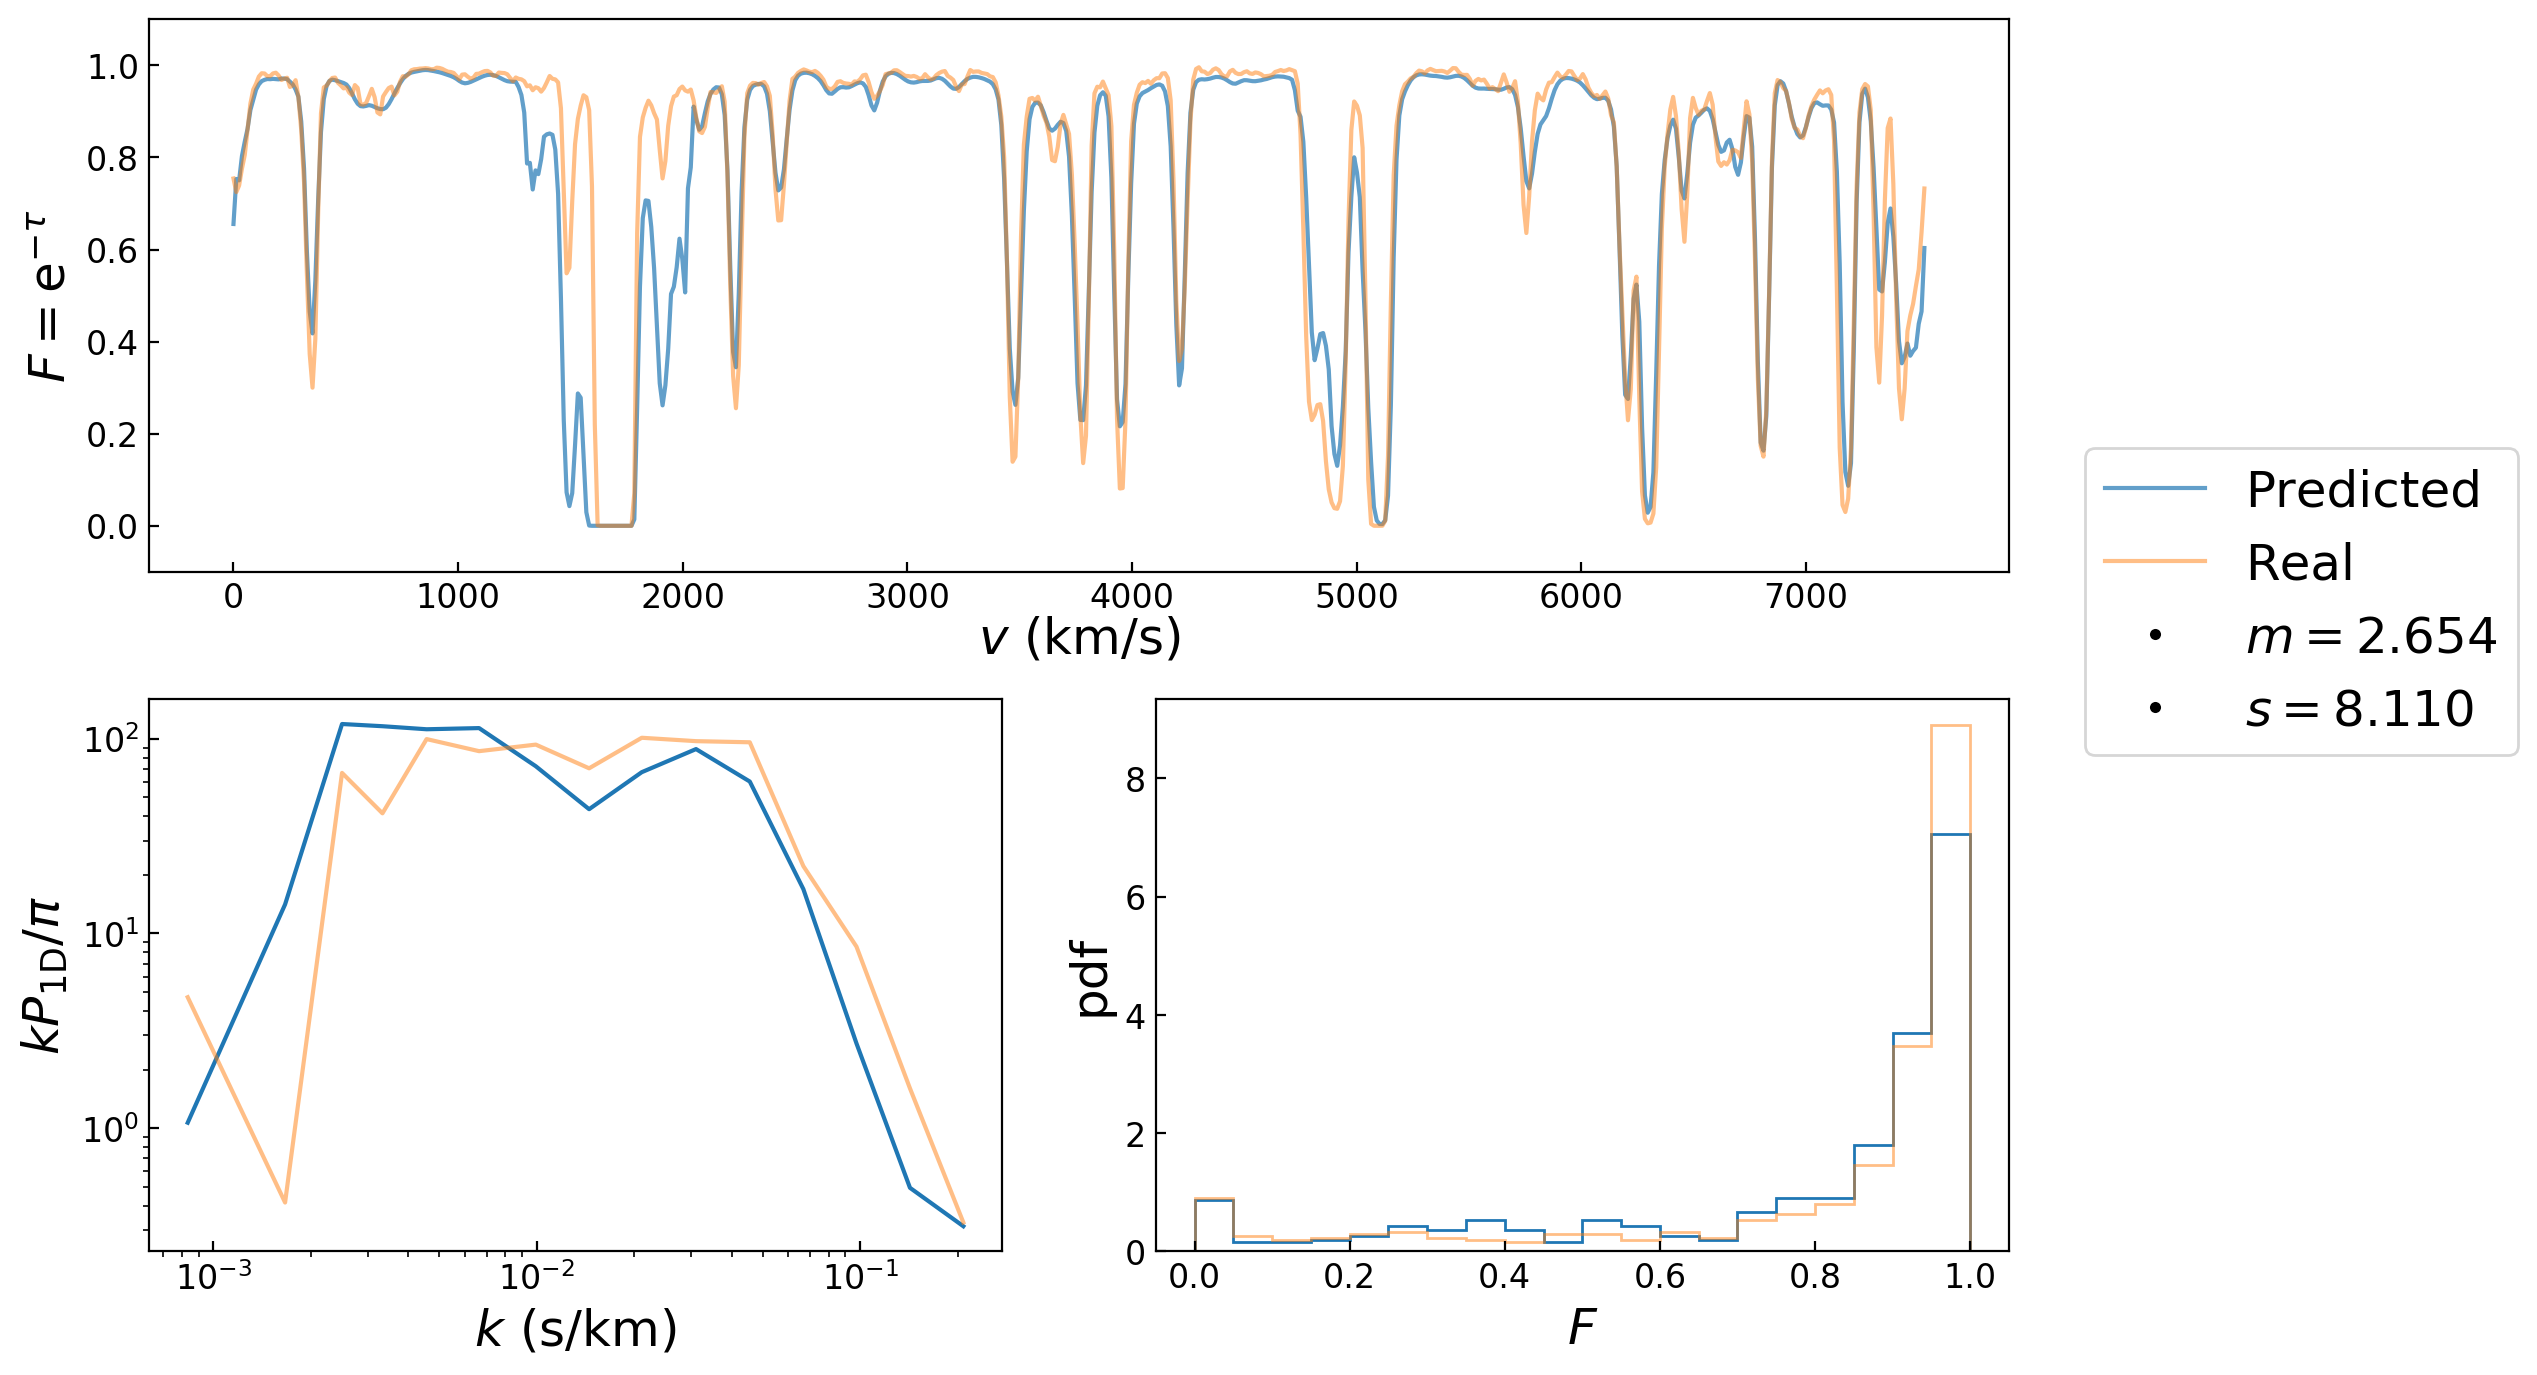 F = e^{-τ}
1.0
0.8
0.6
0.4
0.2
0.0
0 1000 2000 3000 4000 5000 6000 7000
v (km/s)
Predicted
Real
m = 2.654
s = 8.110
kP_{1D}/π
10^2
10^1
10^0
10^{-3} 10^{-2} 10^{-1}
k (s/km)
pdf
8
6
4
2
0
0.0 0.2 0.4 0.6 0.8 1.0
F